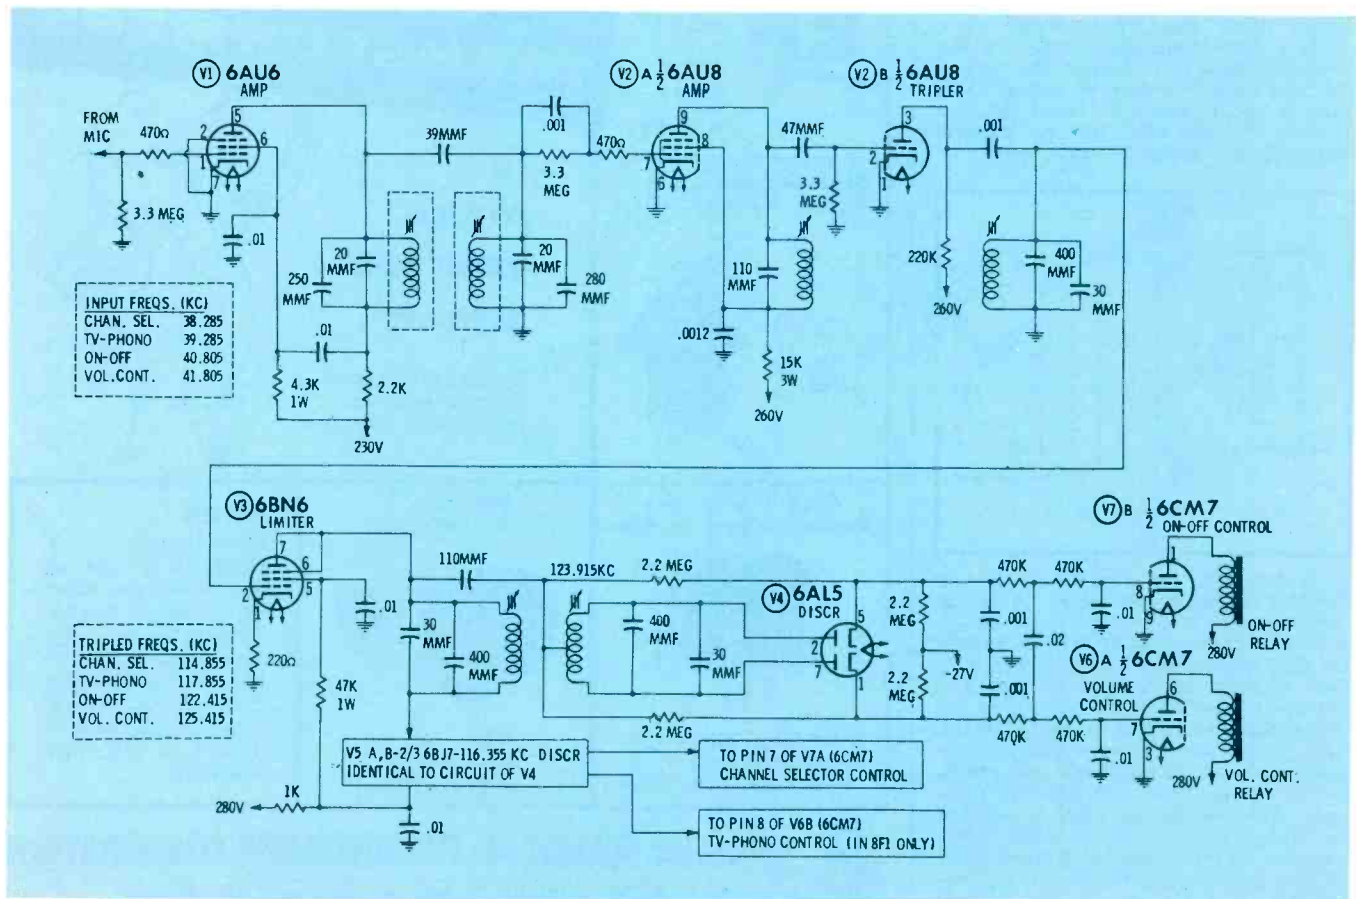 V1 6AU6
AMP
V2 A ½ 6AU8
AMP
V2 B ½ 6AU8
TRIPLER
FROM
MIC
470Ω
3.3 MEG
5
2
6
1
7
.01
39MMF
.001
3.3
MEG
470Ω
9
8
7
6
47MMF
3.3
MEG
3
2
1
.001
20
MMF
250
MMF
20
MMF
280
MMF
110
MMF
220K
260V
400
MMF
30
MMF
.0012
15K
3W
260V
.01
4.3K
1W
2.2K
230V
INPUT FREQS. (KC)
CHAN. SEL. 38.285
TV-PHONO 39.285
ON-OFF 40.805
VOL.CONT. 41.805
V3 6BN6
LIMITER
7
6
5
2
1
220Ω
47K
1W
.01
110MMF
30
MMF
400
MMF
123.915KC
2.2 MEG
400
MMF
30
MMF
2.2 MEG
V4 6AL5
DISCR
5
2
7
1
2.2
MEG
2.2
MEG
-27V
.001
.001
470K
470K
.02
470K
470K
.01
.01
V7 B ½ 6CM7
ON-OFF CONTROL
1
8
9
ON-OFF
RELAY
280V
V6 A ½ 6CM7
VOLUME
CONTROL
6
7
3
280V
VOL. CONT.
RELAY
TRIPLED FREQS. (KC)
CHAN. SEL. 114.855
TV-PHONO 117.855
ON-OFF 122.415
VOL. CONT. 125.415
V5 A,B-2/3 6BJ7-116.355 KC DISCR
IDENTICAL TO CIRCUIT OF V4
TO PIN 7 OF V7A (6CM7)
CHANNEL SELECTOR CONTROL
TO PIN 8 OF V6B (6CM7)
TV-PHONO CONTROL (IN 8F1 ONLY)
280V
1K
.01